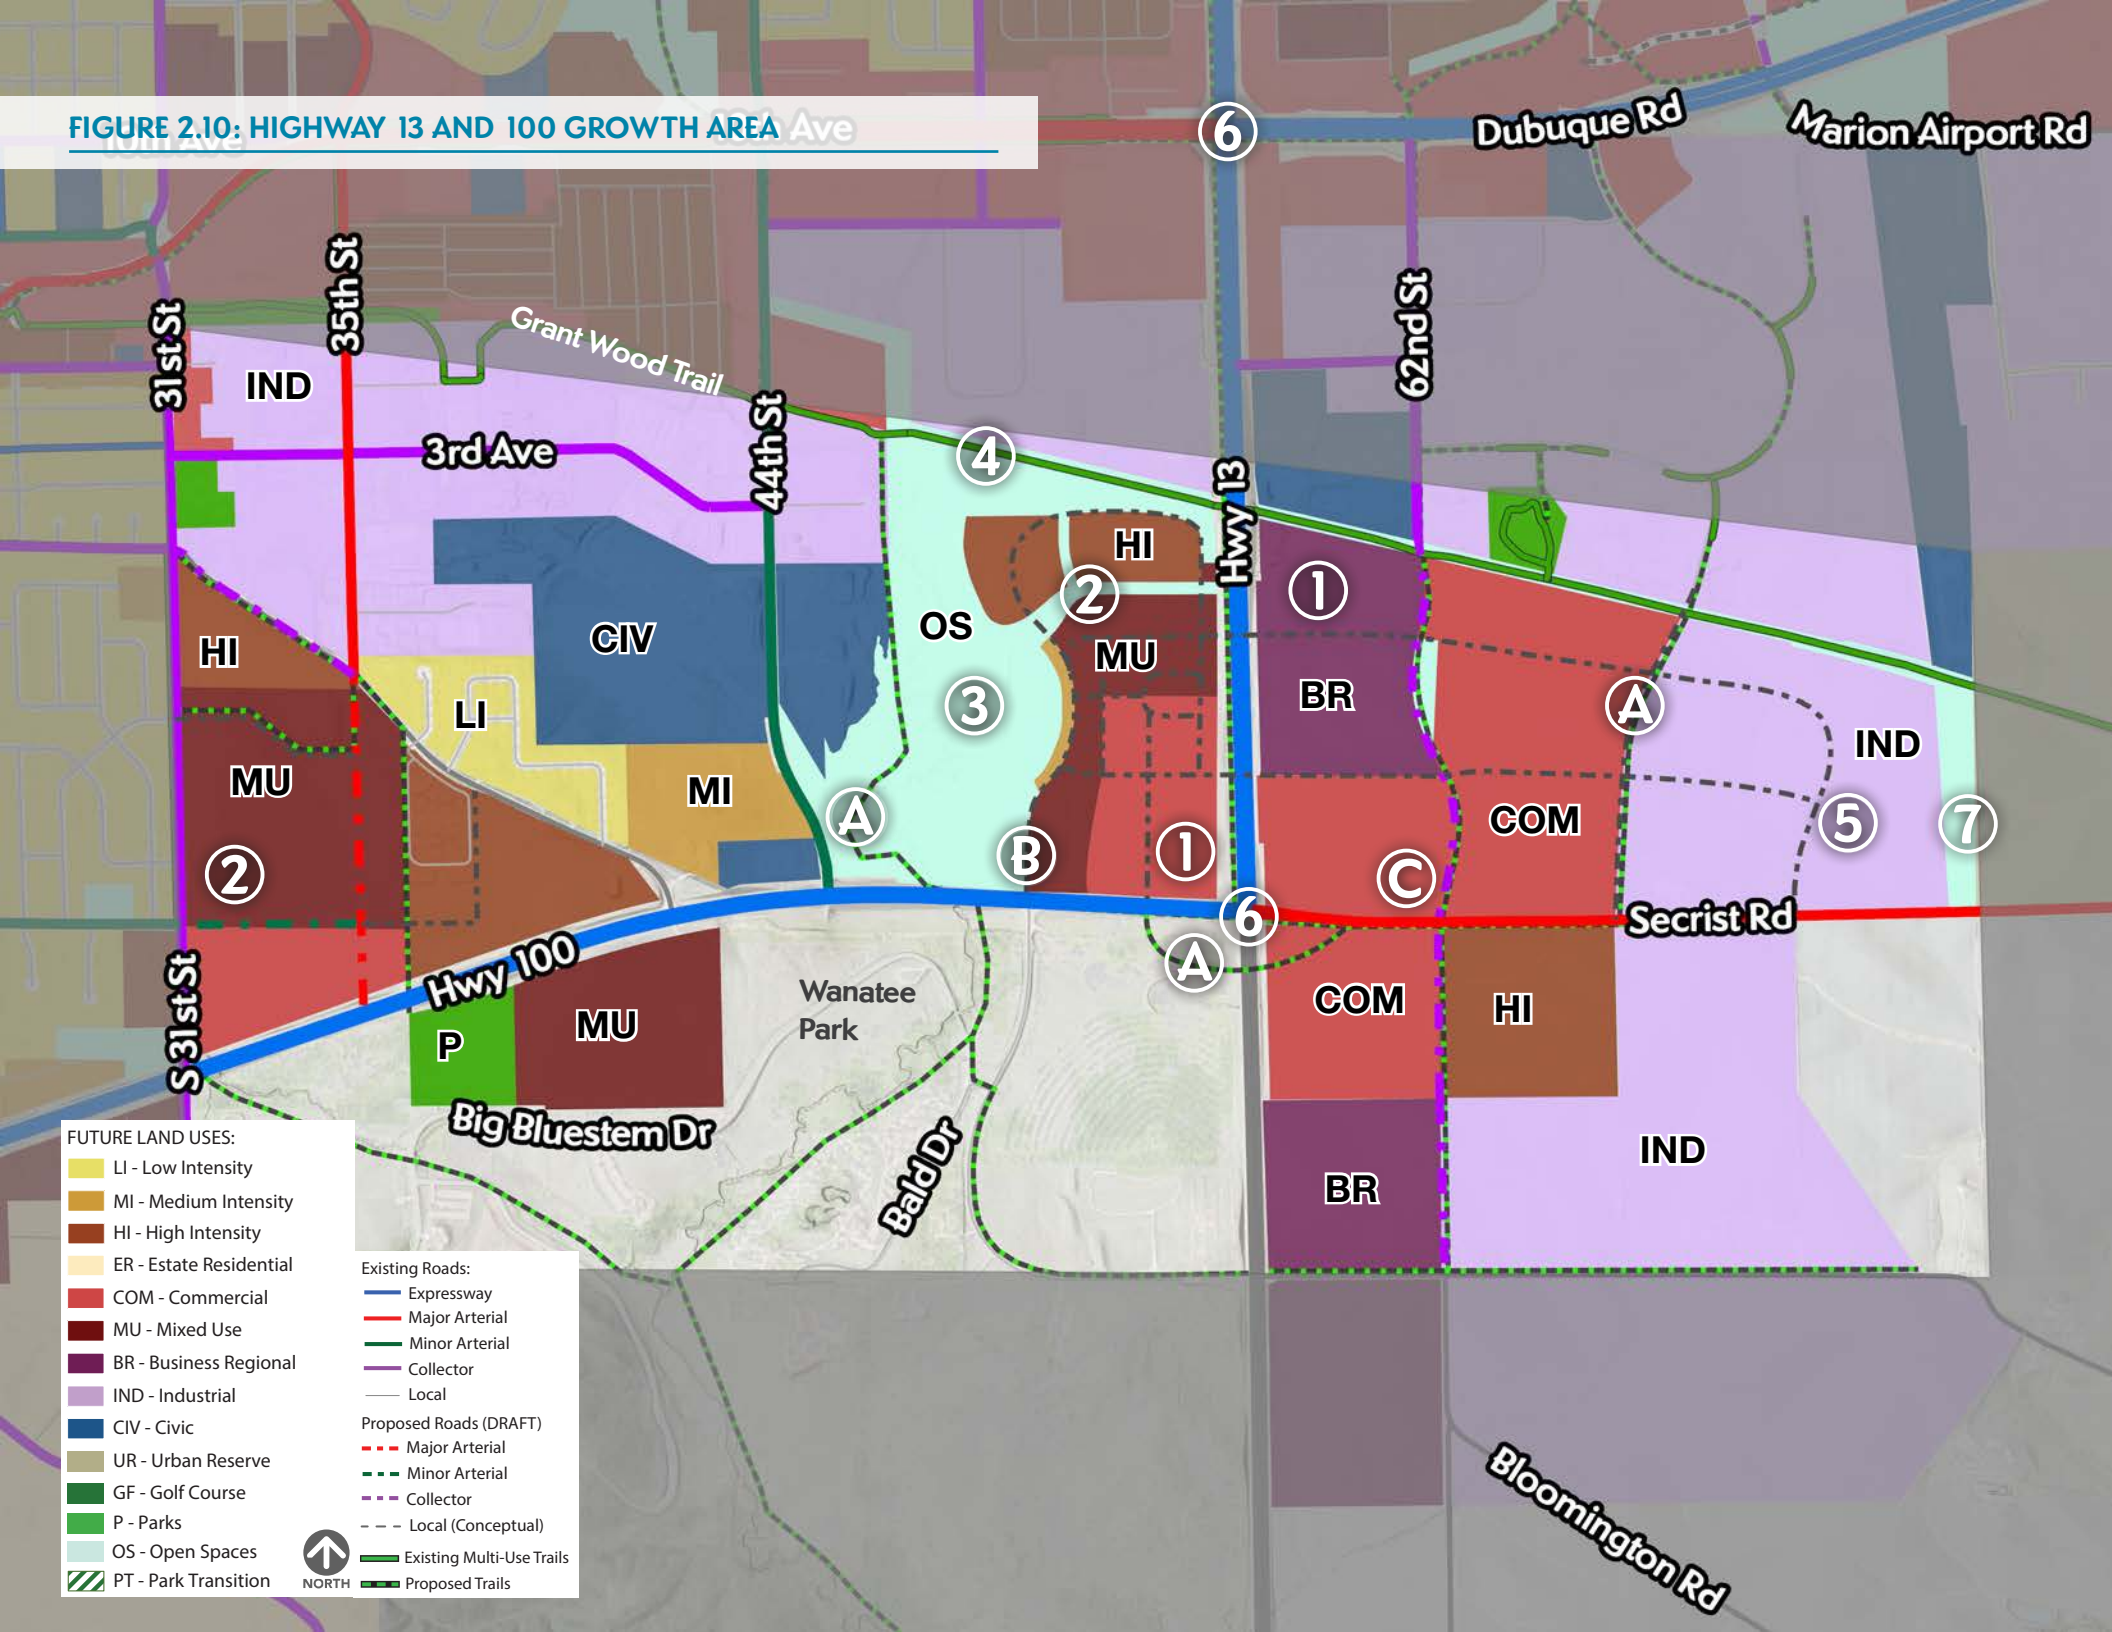 FIGURE 2.10: HIGHWAY 13 AND 100 GROWTH AREA
10th Ave
10th Ave
6
Dubuque Rd
Marion Airport Rd
35th St
31st St
62nd St
Grant Wood Trail
IND
44th St
3rd Ave
4
Hwy 13
HI
2
1
OS
CIV
HI
MU
LI
3
BR
A
IND
MU
MI
COM
A
5
7
B
1
C
2
6
Secrist Rd
Hwy 100
A
S 31st St
Wanatee
Park
COM
HI
MU
P
Big Bluestem Dr
Bald Dr
IND
BR
Bloomington Rd
FUTURE LAND USES:
LI - Low Intensity
MI - Medium Intensity
HI - High Intensity
ER - Estate Residential
COM - Commercial
MU - Mixed Use
BR - Business Regional
IND - Industrial
CIV - Civic
UR - Urban Reserve
GF - Golf Course
P - Parks
OS - Open Spaces
PT - Park Transition
NORTH
Existing Roads:
Expressway
Major Arterial
Minor Arterial
Collector
Local
Proposed Roads (DRAFT)
Major Arterial
Minor Arterial
Collector
Local (Conceptual)
Existing Multi-Use Trails
Proposed Trails